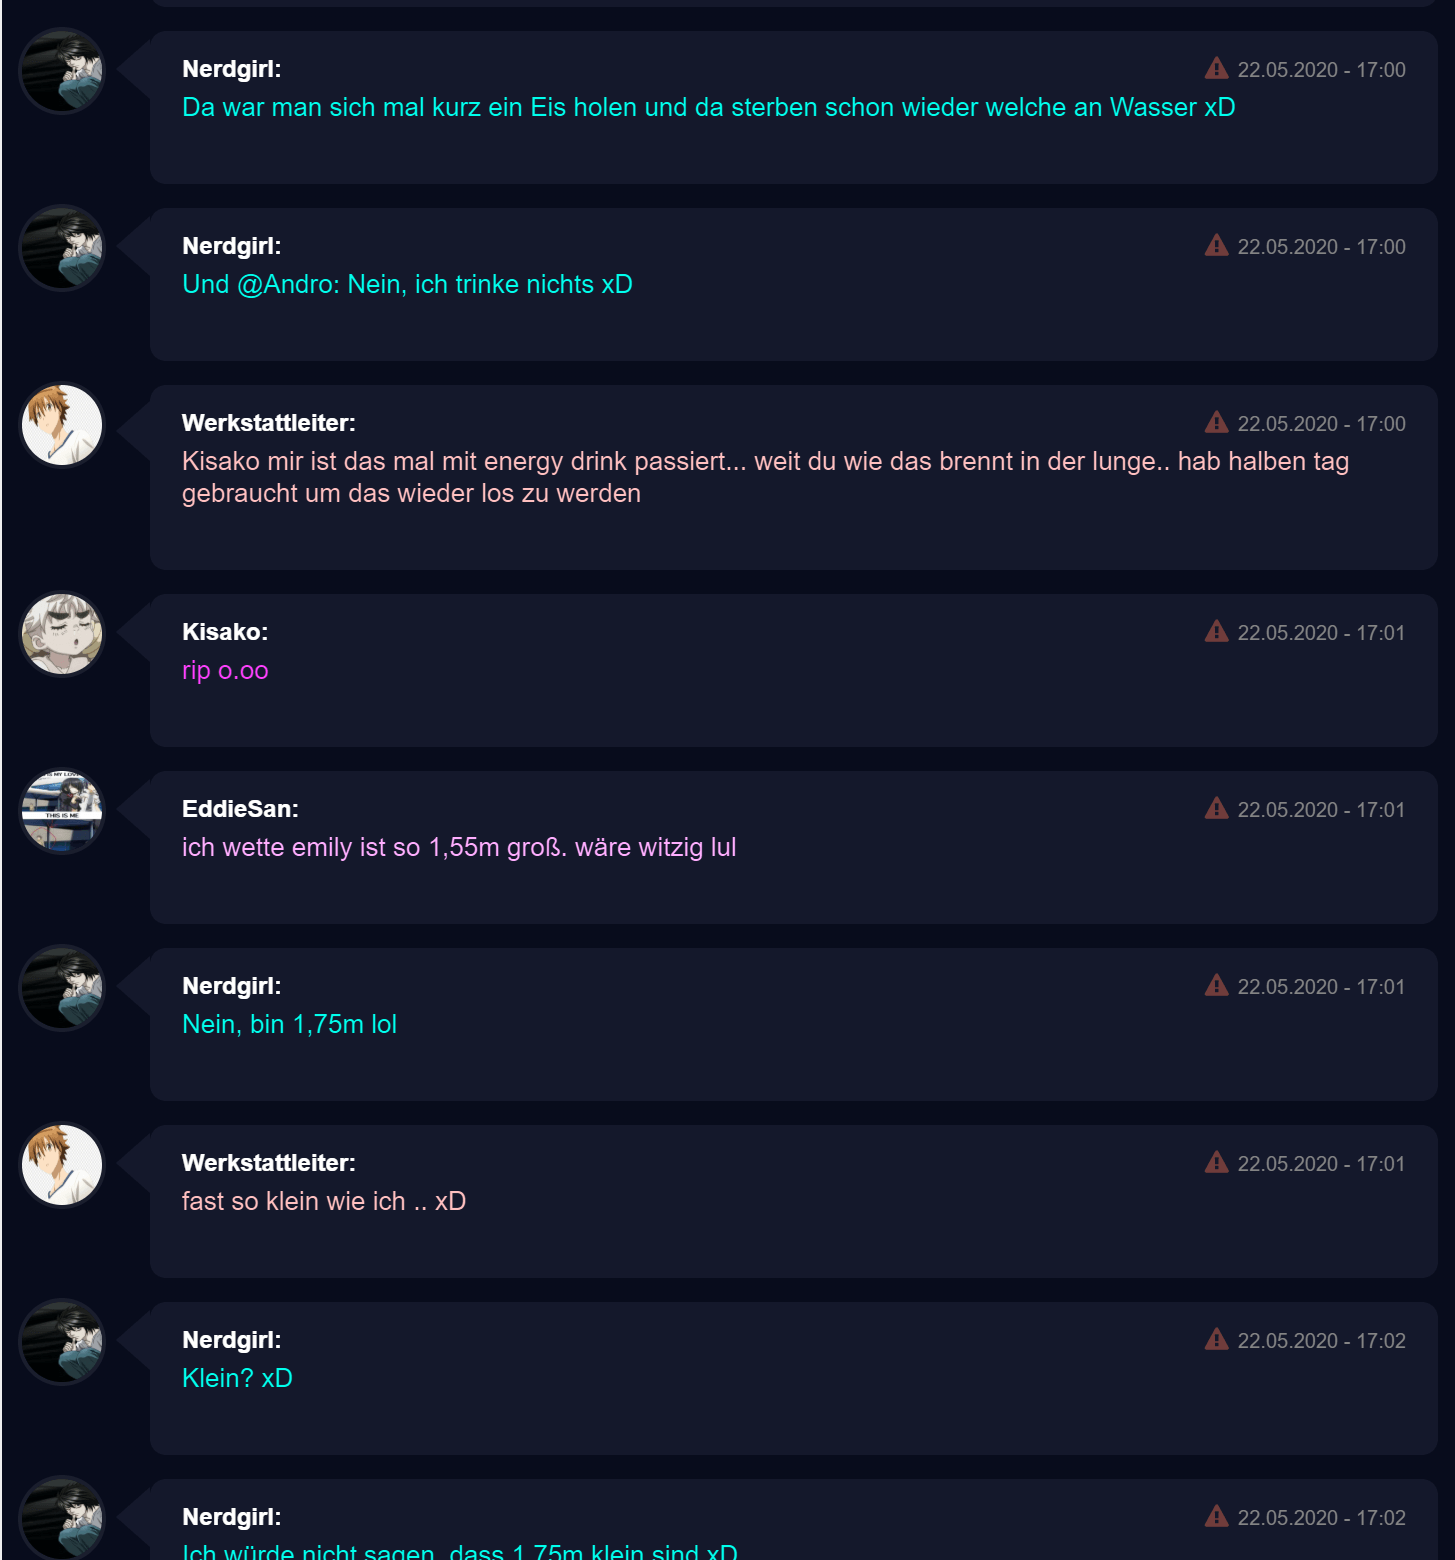 Nerdgirl:
22.05.2020 - 17:00
Da war man sich mal kurz ein Eis holen und da sterben schon wieder welche an Wasser xD
Nerdgirl:
22.05.2020 - 17:00
Und @Andro: Nein, ich trinke nichts xD
Werkstattleiter:
22.05.2020 - 17:00
Kisako mir ist das mal mit energy drink passiert... weit du wie das brennt in der lunge.. hab halben tag
gebraucht um das wieder los zu werden
Kisako:
22.05.2020 - 17:01
rip o.oo
IS MY LOVE
THIS IS ME
EddieSan:
22.05.2020 - 17:01
ich wette emily ist so 1,55m groß. wäre witzig lul
Nerdgirl:
22.05.2020 - 17:01
Nein, bin 1,75m lol
Werkstattleiter:
22.05.2020 - 17:01
fast so klein wie ich .. xD
Nerdgirl:
22.05.2020 - 17:02
Klein? xD
Nerdgirl:
22.05.2020 - 17:02
Ich würde nicht sagen, dass 1,75m klein sind xD